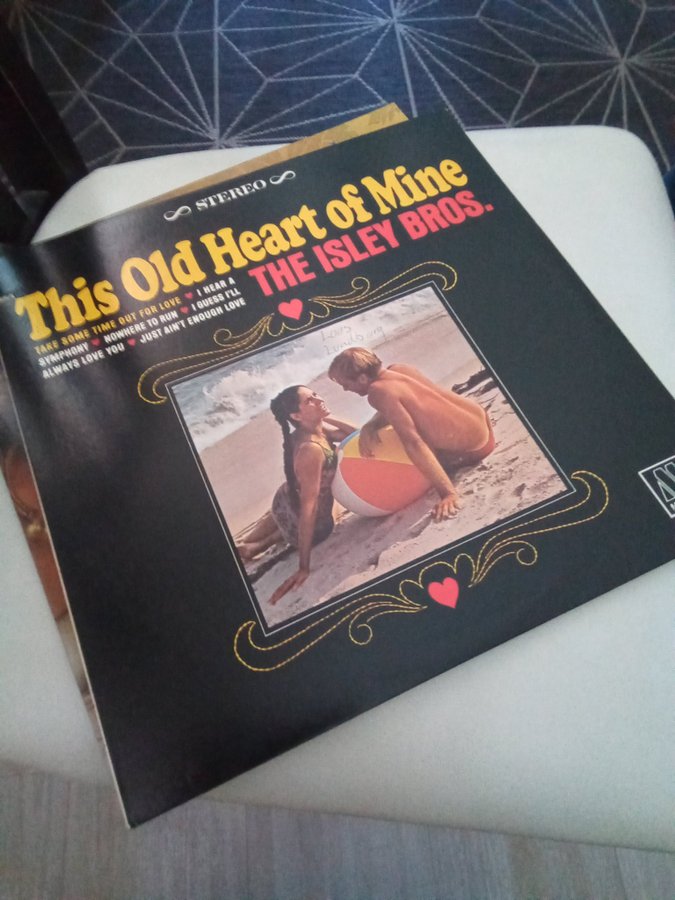 STEREO
This Old Heart of Mine
THE ISLEY BROS.
TAKE SOME TIME OUT FOR LOVE ♥ I HEAR A
SYMPHONY ♥ NOWHERE TO RUN ♥ I GUESS I'LL
ALWAYS LOVE YOU ♥ JUST AIN'T ENOUGH LOVE